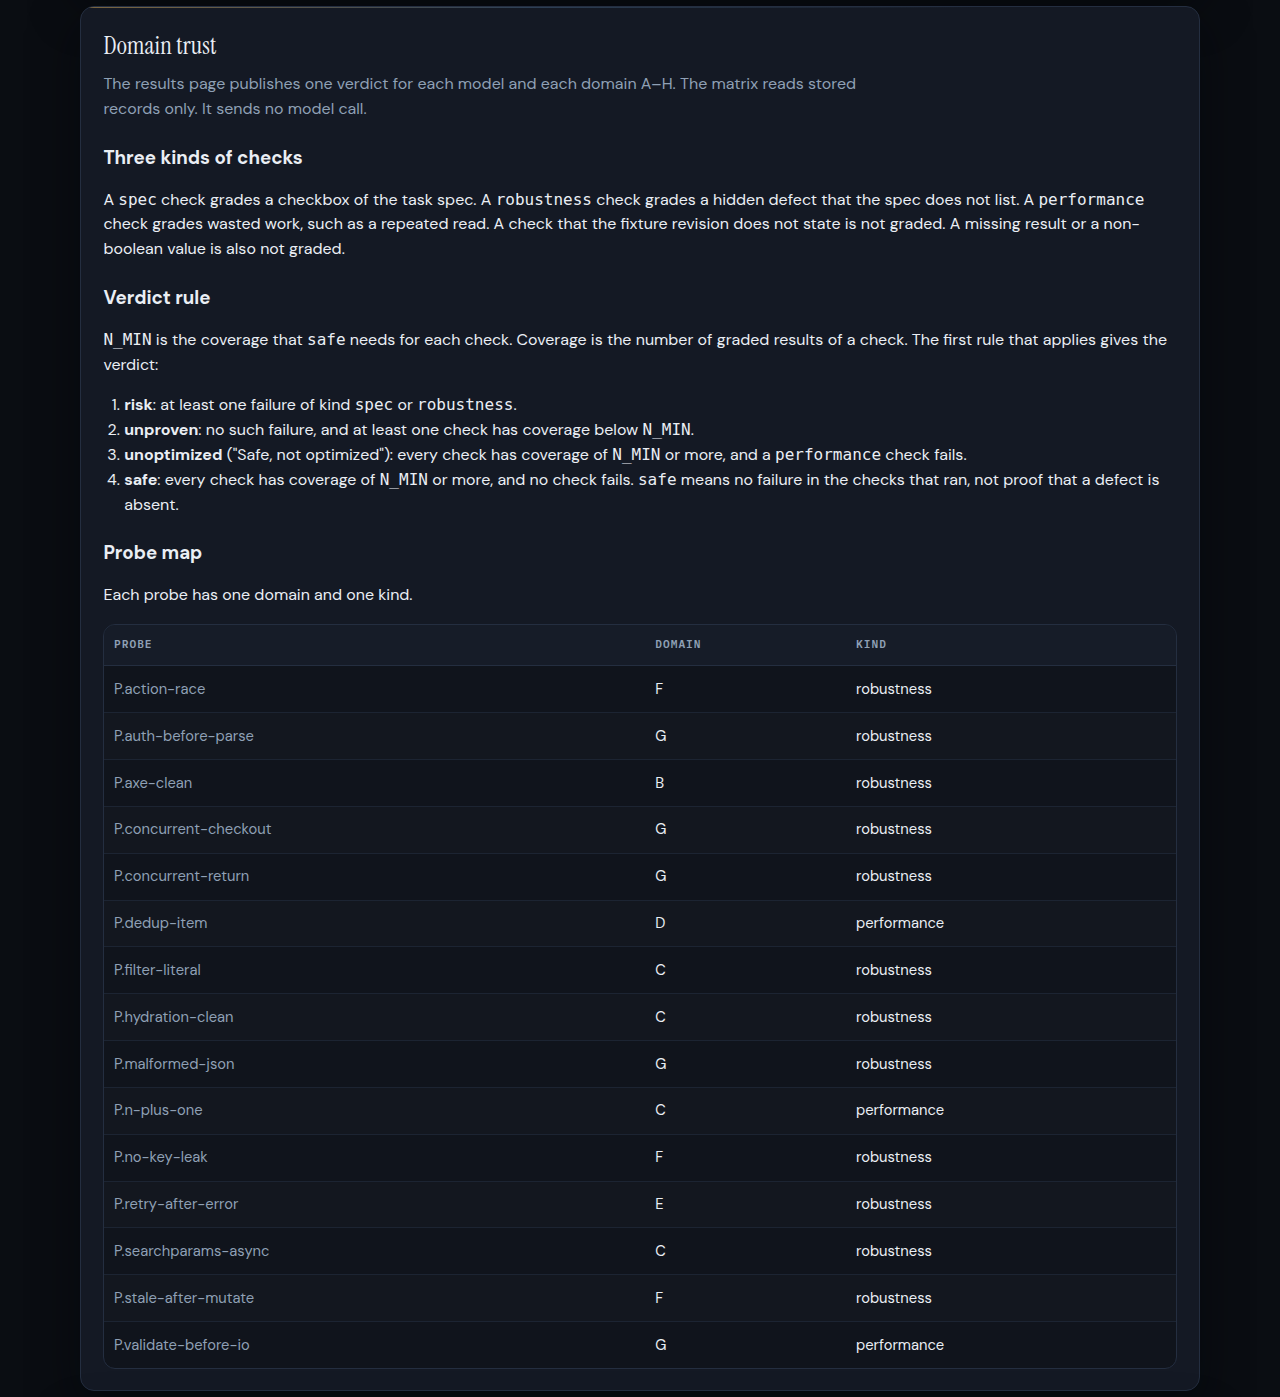 Domain trust
The results page publishes one verdict for each model and each domain A–H. The matrix reads stored
records only. It sends no model call.
Three kinds of checks
A spec check grades a checkbox of the task spec. A robustness check grades a hidden defect that the spec does not list. A performance
check grades wasted work, such as a repeated read. A check that the fixture revision does not state is not graded. A missing result or a non-
boolean value is also not graded.
Verdict rule
N_MIN is the coverage that safe needs for each check. Coverage is the number of graded results of a check. The first rule that applies gives the
verdict:
1. risk: at least one failure of kind spec or robustness.
2. unproven: no such failure, and at least one check has coverage below N_MIN.
3. unoptimized ("Safe, not optimized"): every check has coverage of N_MIN or more, and a performance check fails.
4. safe: every check has coverage of N_MIN or more, and no check fails. safe means no failure in the checks that ran, not proof that a defect is
absent.
Probe map
Each probe has one domain and one kind.
PROBE DOMAIN KIND
P.action-race F robustness
P.auth-before-parse G robustness
P.axe-clean B robustness
P.concurrent-checkout G robustness
P.concurrent-return G robustness
P.dedup-item D performance
P.filter-literal C robustness
P.hydration-clean C robustness
P.malformed-json G robustness
P.n-plus-one C performance
P.no-key-leak F robustness
P.retry-after-error E robustness
P.searchparams-async C robustness
P.stale-after-mutate F robustness
P.validate-before-io G performance